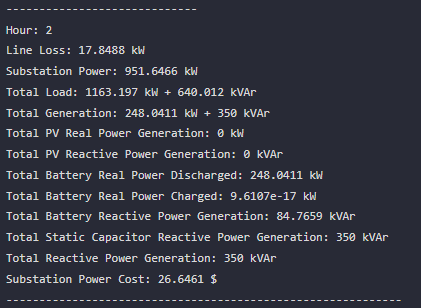 -----------------------------
Hour: 2
Line Loss: 17.8488 kW
Substation Power: 951.6466 kW
Total Load: 1163.197 kW + 640.012 kVAr
Total Generation: 248.0411 kW + 350 kVAr
Total PV Real Power Generation: 0 kW
Total PV Reactive Power Generation: 0 kVAr
Total Battery Real Power Discharged: 248.0411 kW
Total Battery Real Power Charged: 9.6107e-17 kW
Total Battery Reactive Power Generation: 84.7659 kVAr
Total Static Capacitor Reactive Power Generation: 350 kVAr
Total Reactive Power Generation: 350 kVAr
Substation Power Cost: 26.6461 $
------------------------------------------------------------